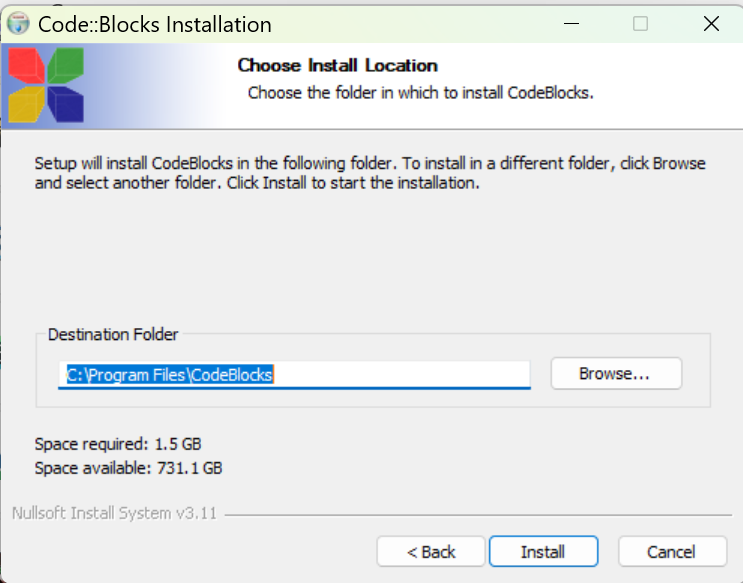 Code::Blocks Installation
Choose Install Location
Choose the folder in which to install CodeBlocks.
Setup will install CodeBlocks in the following folder. To install in a different folder, click Browse
and select another folder. Click Install to start the installation.
Destination Folder
C:\Program Files\CodeBlocks
Browse...
Space required: 1.5 GB
Space available: 731.1 GB
Nullsoft Install System v3.11
< Back
Install
Cancel